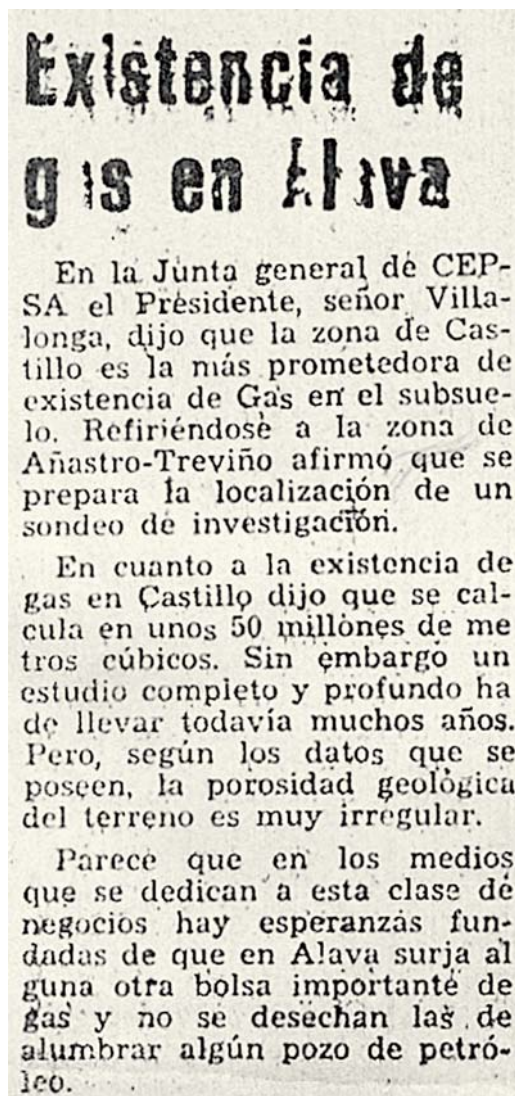 Existencia de
gas en Alava
En la Junta general de CEP-
SA el Presidente, señor Villa-
longa, dijo que la zona de Cas-
tillo es la más prometedora de
existencia de Gas en el subsue-
lo. Refiriéndose a la zona de
Añastro-Treviño afirmó que se
prepara la localización de un
sondeo de investigación.
En cuanto a la existencia de
gas en Castillo dijo que se cal-
cula en unos 50 millones de me
tros cúbicos. Sin embargo un
estudio completo y profundo ha
de llevar todavía muchos años.
Pero, según los datos que se
poseen, la porosidad geológica
del terreno es muy irregular.
Parece que en los medios
que se dedican a esta clase de
negocios hay esperanzas fun-
dadas de que en Alava surja al
guna otra bolsa importante de
gas y no se desechan las de
alumbrar algún pozo de petró-
leo.